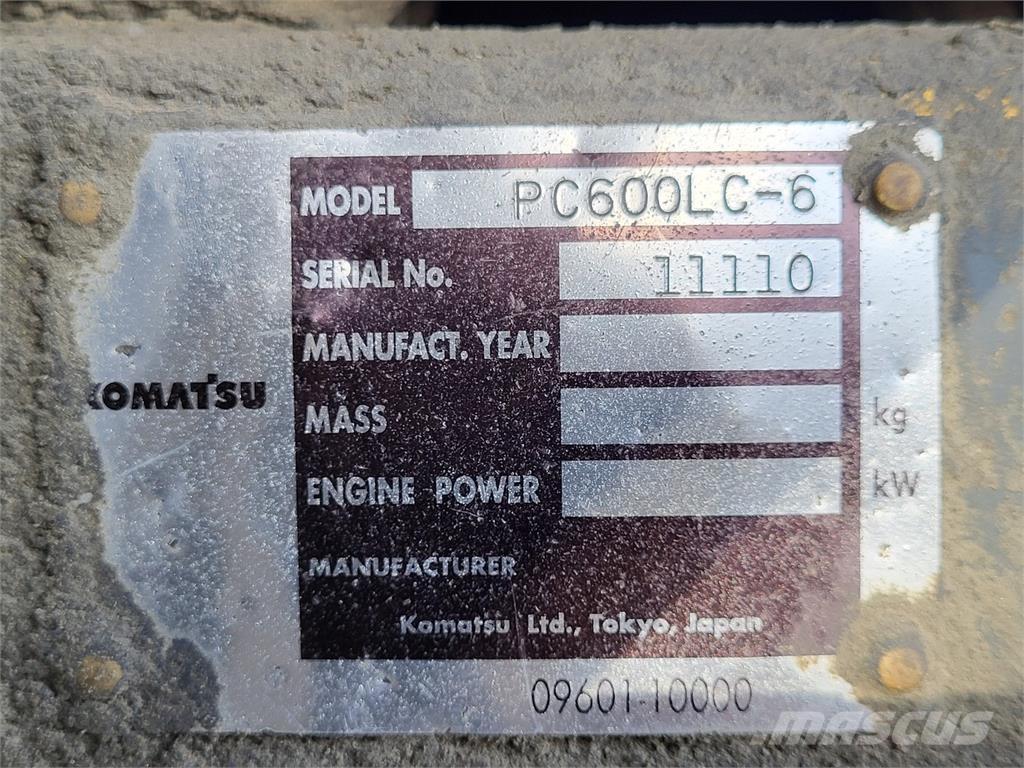 MODEL PC600LC-6
SERIAL No. 11110
MANUFACT. YEAR
KOMATSU
MASS kg
ENGINE POWER kW
MANUFACTURER
Komatsu Ltd., Tokyo, Japan
09601-10000
MASCUS